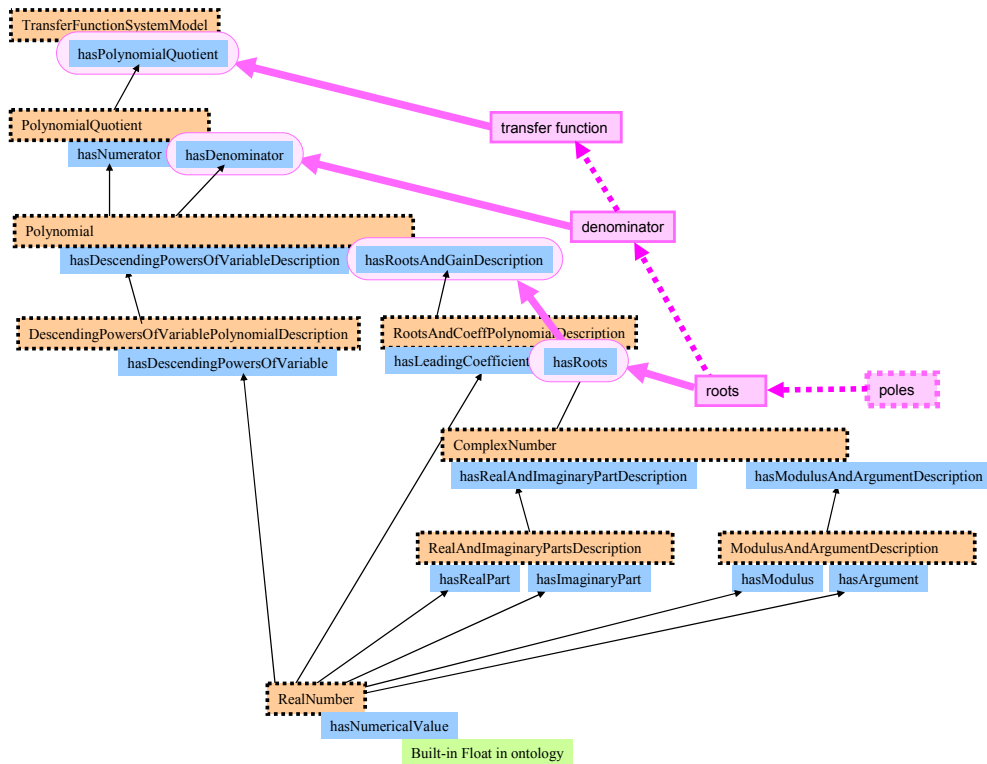 TransferFunctionSystemModel
hasPolynomialQuotient
transfer function
PolynomialQuotient
hasNumerator
hasDenominator
denominator
Polynomial
hasDescendingPowersOfVariableDescription
hasRootsAndGainDescription
DescendingPowersOfVariablePolynomialDescription
RootsAndCoeffPolynomialDescription
hasDescendingPowersOfVariable
hasLeadingCoefficient
hasRoots
roots
poles
ComplexNumber
hasRealAndImaginaryPartDescription
hasModulusAndArgumentDescription
RealAndImaginaryPartsDescription
ModulusAndArgumentDescription
hasRealPart
hasImaginaryPart
hasModulus
hasArgument
RealNumber
hasNumericalValue
Built-in Float in ontology